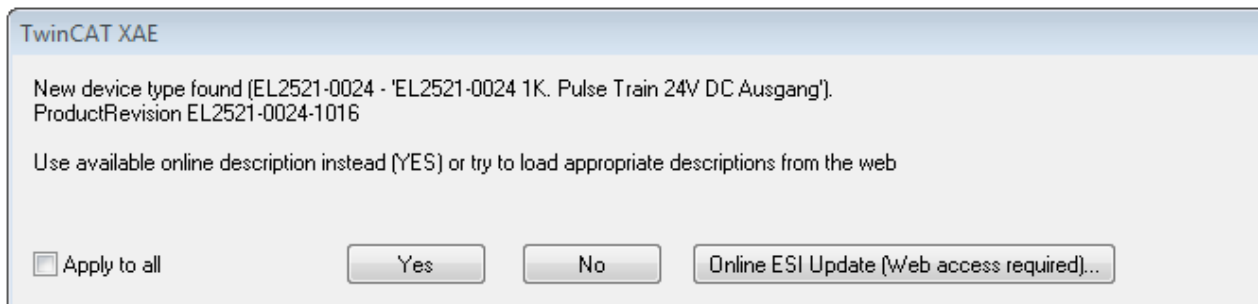 TwinCAT XAE
New device type found (EL2521-0024 - 'EL2521-0024 1K. Pulse Train 24V DC Ausgang').
ProductRevision EL2521-0024-1016
Use available online description instead (YES) or try to load appropriate descriptions from the web
Apply to all Yes No Online ESI Update (Web access required)...